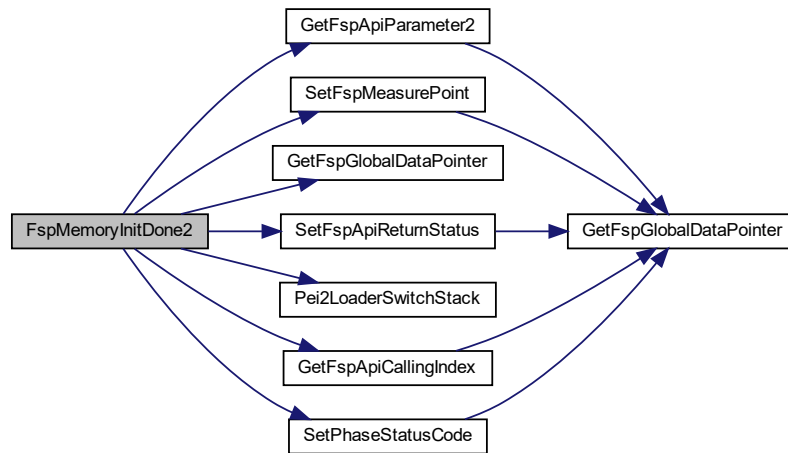 GetFspApiParameter2
SetFspMeasurePoint
GetFspGlobalDataPointer
FspMemoryInitDone2
SetFspApiReturnStatus
GetFspGlobalDataPointer
Pei2LoaderSwitchStack
GetFspApiCallingIndex
SetPhaseStatusCode